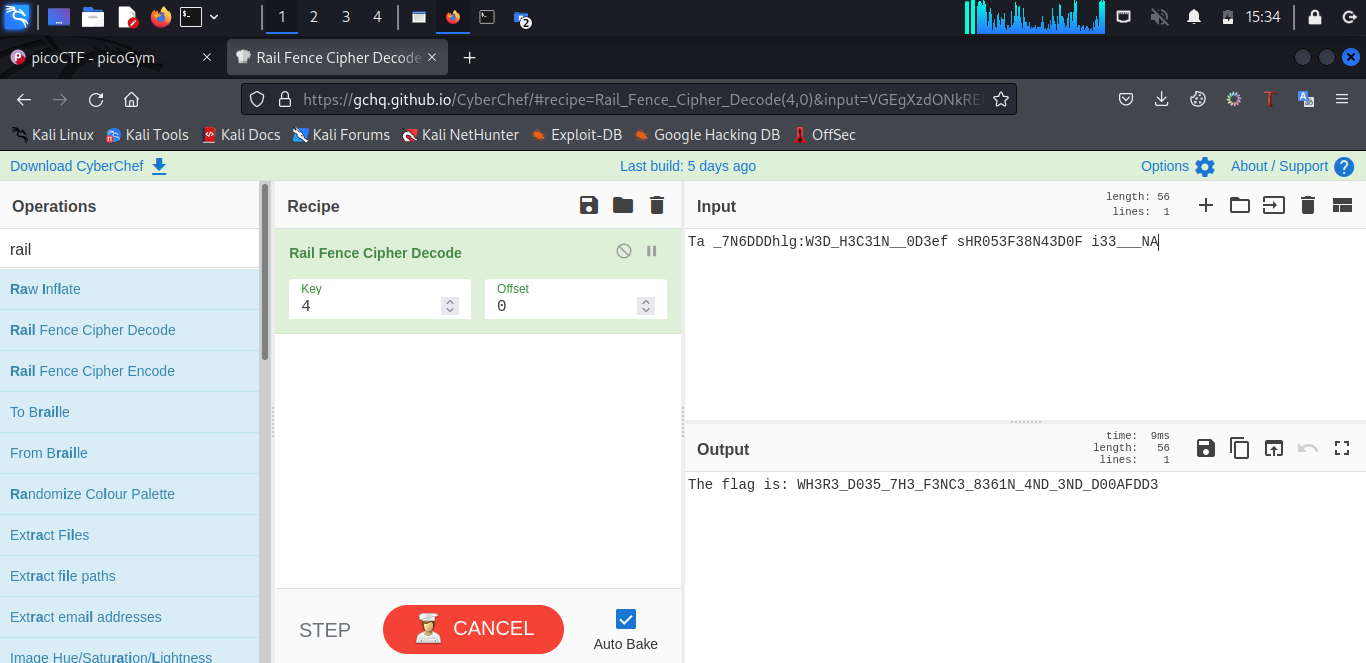 1 2 3 4 2 15:34
picoCTF - picoGym × Rail Fence Cipher Decode × +
https://gchq.github.io/CyberChef/#recipe=Rail_Fence_Cipher_Decode(4,0)&input=VGEgXzdONkRE
Kali Linux Kali Tools Kali Docs Kali Forums Kali NetHunter Exploit-DB Google Hacking DB OffSec
Download CyberChef Last build: 5 days ago Options About / Support
Operations
rail
Raw Inflate
Rail Fence Cipher Decode
Rail Fence Cipher Encode
To Braille
From Braille
Randomize Colour Palette
Extract Files
Extract file paths
Extract email addresses
Image Hue/Saturation/Lightness
Recipe
Rail Fence Cipher Decode
Key
4
Offset
0
STEP
CANCEL
Auto Bake
Input
length: 56
lines: 1
Ta _7N6DDDhlg:W3D_H3C31N__0D3ef sHR053F38N43D0F i33___NA
Output
time: 9ms
length: 56
lines: 1
The flag is: WH3R3_D035_7H3_F3NC3_8361N_4ND_3ND_D00AFDD3